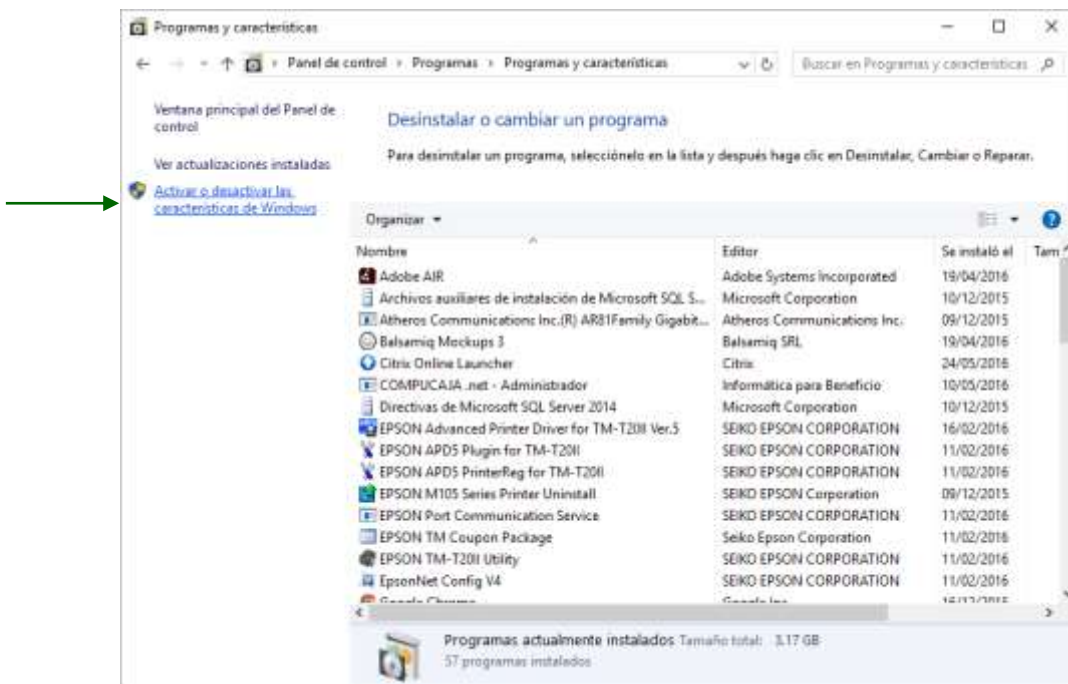 Programas y características
Panel de control › Programas › Programas y características
Buscar en Programas y características
Ventana principal del Panel de
control
Ver actualizaciones instaladas
Activar o desactivar las
características de Windows
Desinstalar o cambiar un programa
Para desinstalar un programa, selecciónelo en la lista y después haga clic en Desinstalar, Cambiar o Reparar.
Organizar
Nombre Editor Se instaló el Tam
Adobe AIR Adobe Systems Incorporated 19/04/2016
Archivos auxiliares de instalación de Microsoft SQL S... Microsoft Corporation 10/12/2015
Atheros Communications Inc.(R) AR81Family Gigabit... Atheros Communications Inc. 09/12/2015
Balsamiq Mockups 3 Balsamiq SRL 19/04/2016
Citrix Online Launcher Citrix 24/05/2016
COMPUCAJA .net - Administrador Informática para Beneficio 10/05/2016
Directivas de Microsoft SQL Server 2014 Microsoft Corporation 10/12/2015
EPSON Advanced Printer Driver for TM-T20II Ver.5 SEIKO EPSON CORPORATION 16/02/2016
EPSON APD5 Plugin for TM-T20II SEIKO EPSON CORPORATION 11/02/2016
EPSON APD5 PrinterReg for TM-T20II SEIKO EPSON CORPORATION 11/02/2016
EPSON M105 Series Printer Uninstall SEIKO EPSON Corporation 09/12/2015
EPSON Port Communication Service SEIKO EPSON CORPORATION 11/02/2016
EPSON TM Coupon Package Seiko Epson Corporation 11/02/2016
EPSON TM-T20II Utility SEIKO EPSON CORPORATION 11/02/2016
EpsonNet Config V4 SEIKO EPSON CORPORATION 11/02/2016
Google Chrome Google Inc.
Programas actualmente instalados Tamaño total: 3.17 GB
57 programas instalados